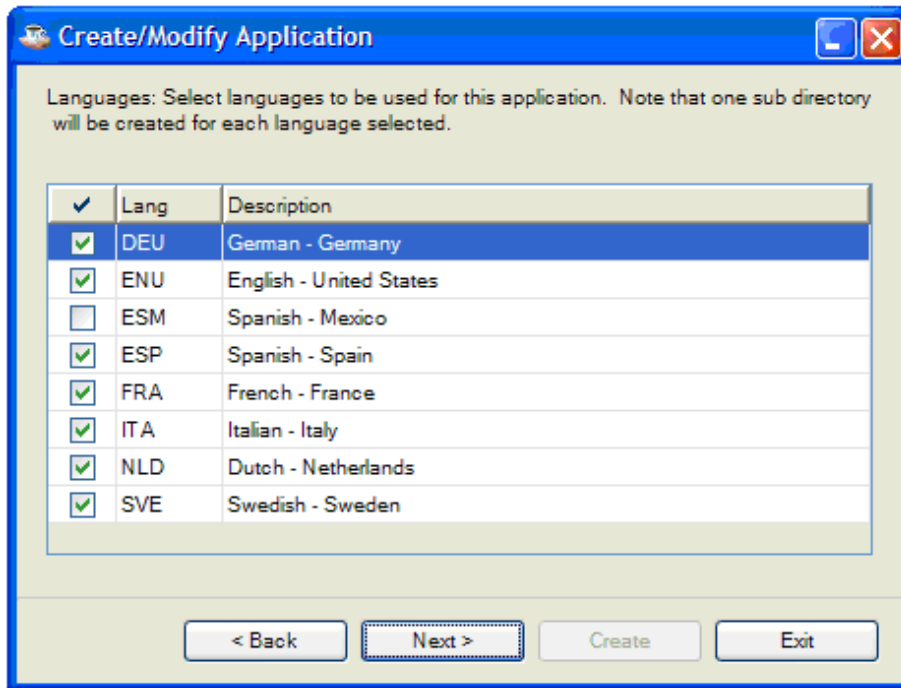 Create/Modify Application
Languages: Select languages to be used for this application. Note that one sub directory
will be created for each language selected.
Lang Description
DEU German - Germany
ENU English - United States
ESM Spanish - Mexico
ESP Spanish - Spain
FRA French - France
ITA Italian - Italy
NLD Dutch - Netherlands
SVE Swedish - Sweden
< Back Next > Create Exit